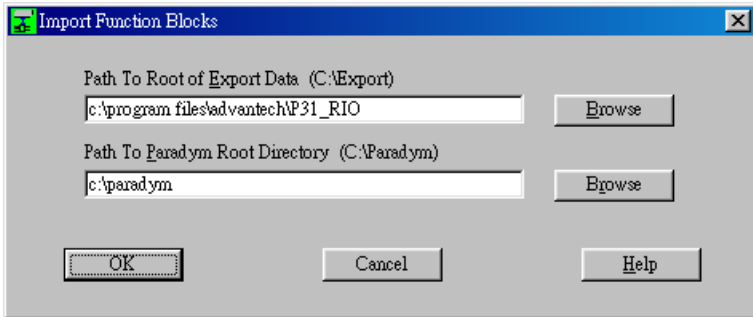 Import Function Blocks
Path To Root of Export Data (C:\Export)
c:\program files\advantech\P31_RIO
Browse
Path To Paradym Root Directory (C:\Paradym)
c:\paradym
Browse
OK Cancel Help